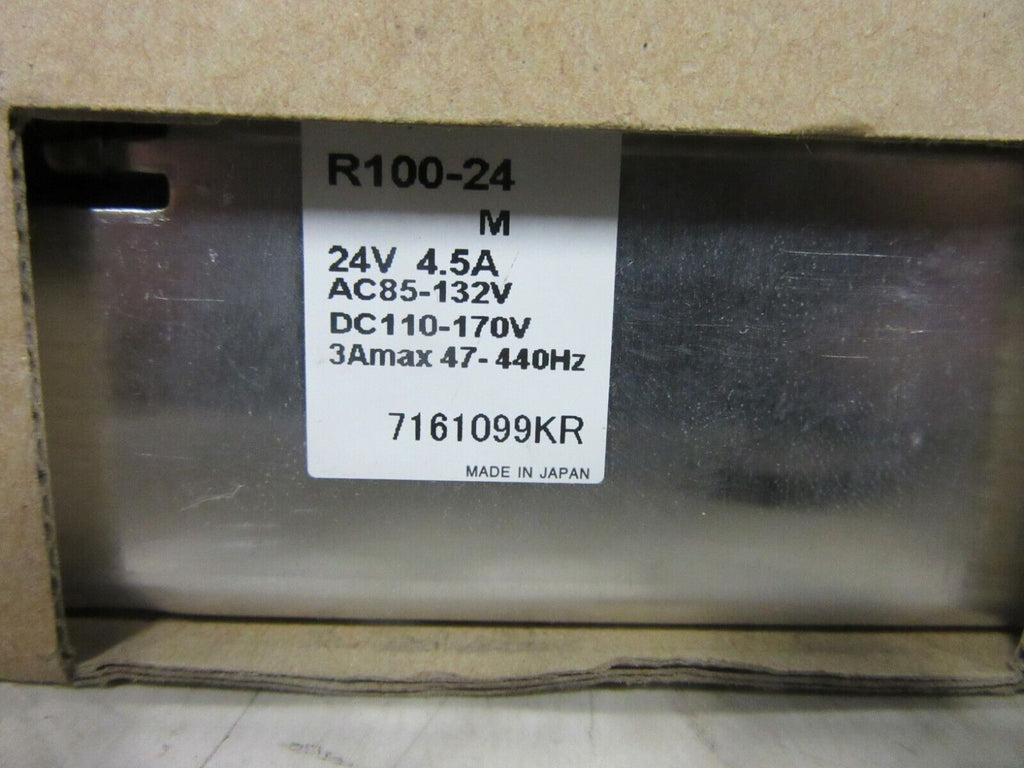 R100-24
M
24V 4.5A
AC85-132V
DC110-170V
3Amax 47-440Hz
7161099KR
MADE IN JAPAN